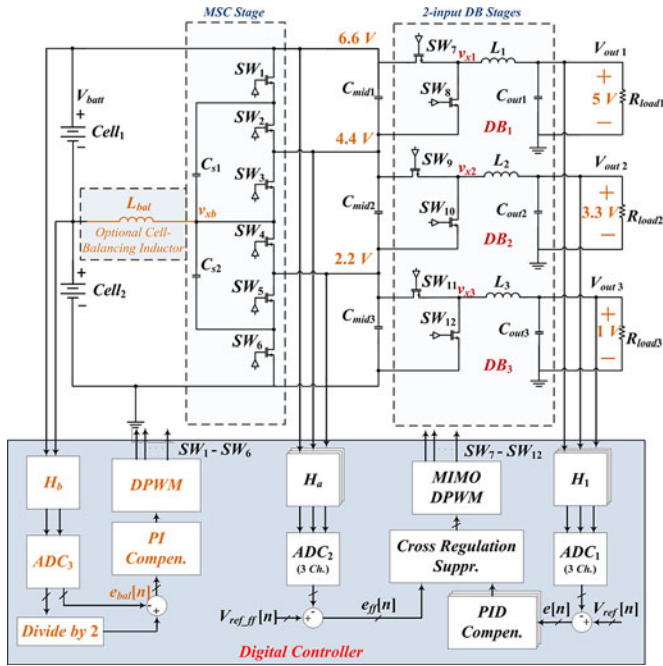 MSC Stage
2-input DB Stages
6.6 V
SW7
vx1
L1
Vout 1
SW1
Vbatt
SW8
Cmid1
Cout1
+
5 V
−
Rload1
Cell1
SW2
4.4 V
DB1
Cs1
SW9
vx2
L2
Vout 2
SW3
Lbal
vxb
SW10
Cmid2
Cout2
+
3.3 V
−
Rload2
Optional Cell-
Balancing Inductor
SW4
2.2 V
DB2
Cs2
SW11
vx3
L3
Vout 3
Cell2
SW5
SW12
Cmid3
Cout3
+
1 V
−
Rload3
SW6
DB3
SW1 - SW6
SW7 - SW12
Hb
DPWM
Ha
MIMO
DPWM
H1
ADC3
PI
Compen.
ADC2
(3 Ch.)
Cross Regulation
Suppr.
ADC1
(3 Ch.)
ebal[n]
Vref_ff
eff[n]
PID
Compen.
e[n]
Vref[n]
Divide by 2
Digital Controller